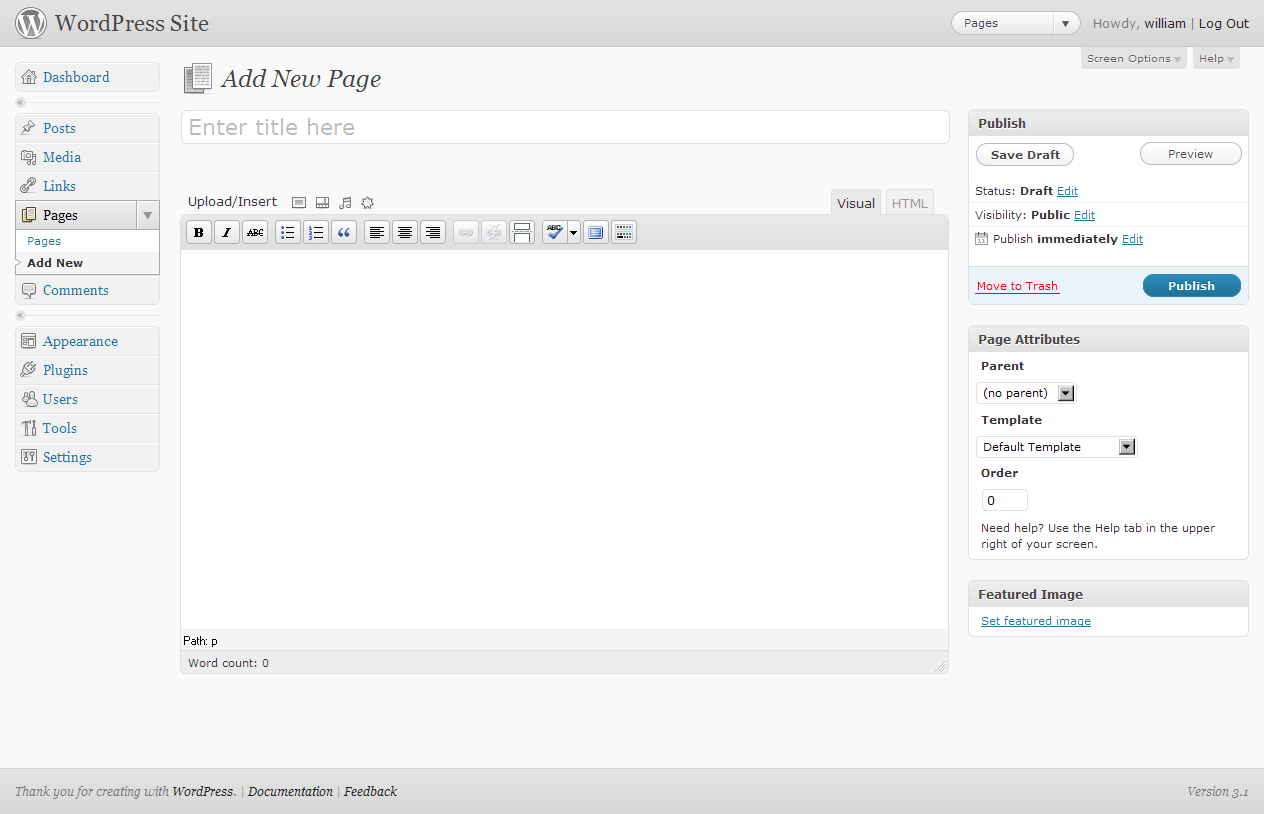 WordPress Site
Pages
Howdy, william | Log Out
Screen Options
Help
Dashboard
Posts
Media
Links
Pages
Pages
Add New
Comments
Appearance
Plugins
Users
Tools
Settings
Add New Page
Enter title here
Upload/Insert
Visual
HTML
B I ABC
ABC
Path: p
Word count: 0
Publish
Save Draft
Preview
Status: Draft Edit
Visibility: Public Edit
Publish immediately Edit
Move to Trash
Publish
Page Attributes
Parent
(no parent)
Template
Default Template
Order
0
Need help? Use the Help tab in the upper
right of your screen.
Featured Image
Set featured image
Thank you for creating with WordPress. | Documentation | Feedback
Version 3.1